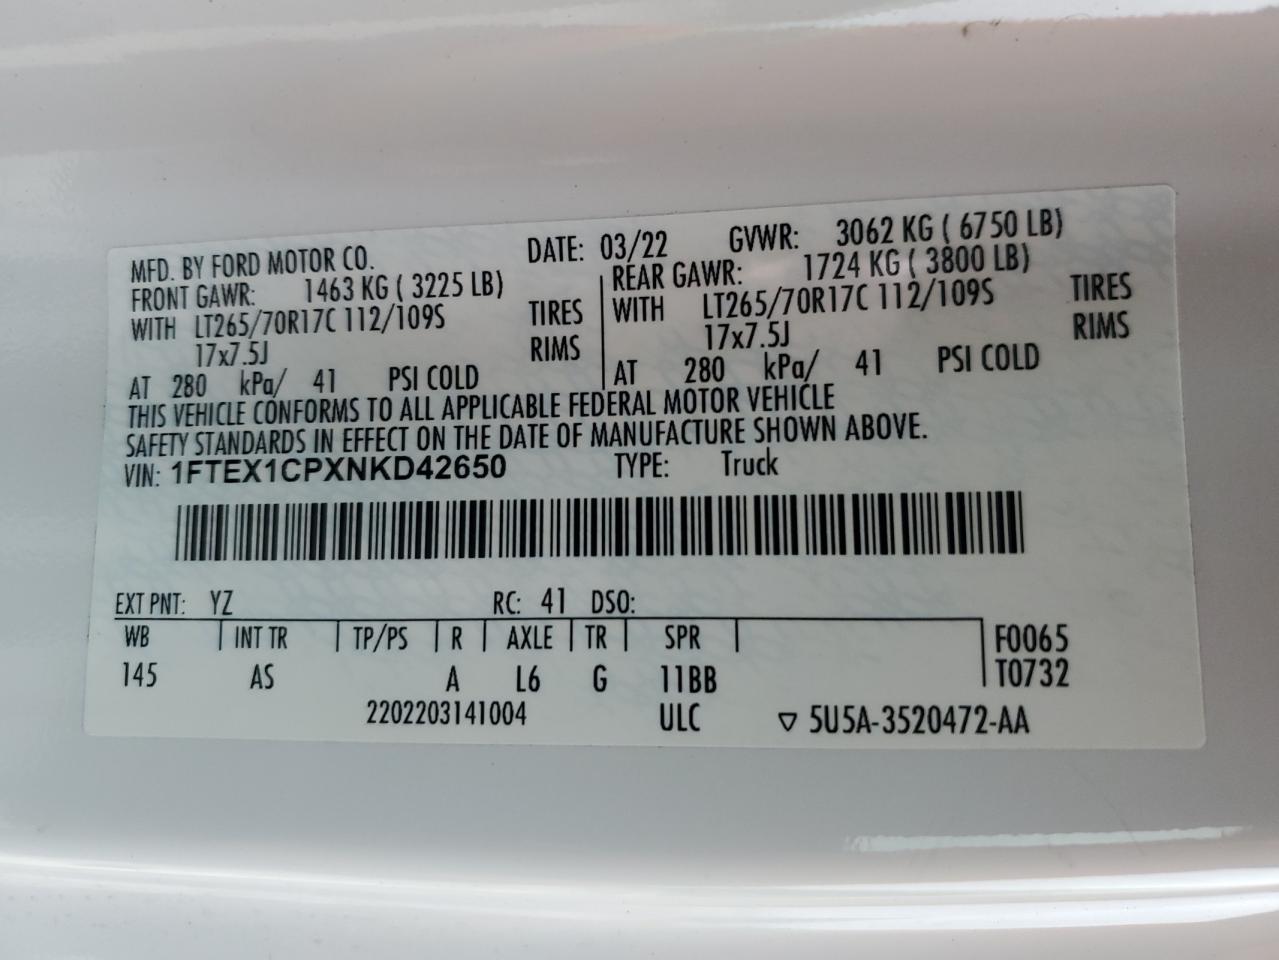 MFD. BY FORD MOTOR CO. DATE: 03/22 GVWR: 3062 KG ( 6750 LB)
FRONT GAWR: 1463 KG ( 3225 LB) REAR GAWR: 1724 KG ( 3800 LB)
WITH LT265/70R17C 112/109S TIRES WITH LT265/70R17C 112/109S TIRES
17x7.5J RIMS 17x7.5J RIMS
AT 280 kPa/ 41 PSI COLD AT 280 kPa/ 41 PSI COLD
THIS VEHICLE CONFORMS TO ALL APPLICABLE FEDERAL MOTOR VEHICLE
SAFETY STANDARDS IN EFFECT ON THE DATE OF MANUFACTURE SHOWN ABOVE.
VIN: 1FTEX1CPXNKD42650 TYPE: Truck
EXT PNT: YZ RC: 41 DSO:
WB INT TR TP/PS R AXLE TR SPR F0065
145 AS A L6 G 11BB T0732
2202203141004 ULC ▽ 5U5A-3520472-AA